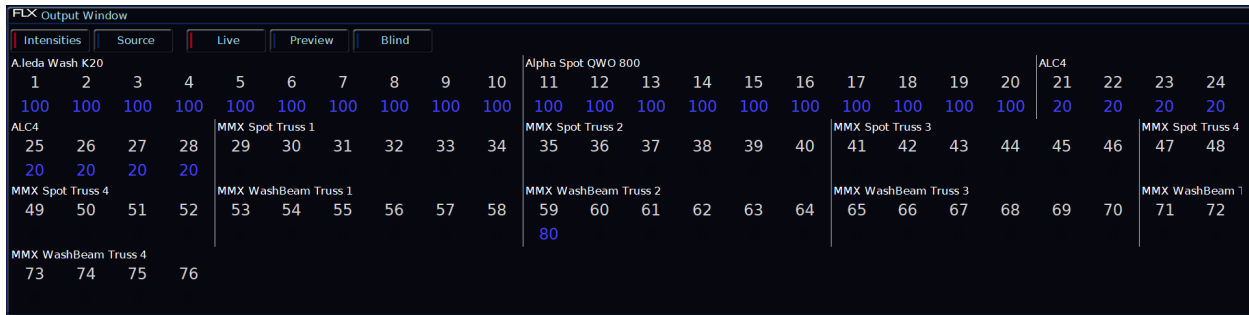 FLX Output Window
Intensities Source Live Preview Blind
A.leda Wash K20 Alpha Spot QWO 800 ALC4
1 2 3 4 5 6 7 8 9 10 11 12 13 14 15 16 17 18 19 20 21 22 23 24
100 100 100 100 100 100 100 100 100 100 100 100 100 100 100 100 100 100 100 100 20 20 20 20
ALC4 MMX Spot Truss 1 MMX Spot Truss 2 MMX Spot Truss 3 MMX Spot Truss 4
25 26 27 28 29 30 31 32 33 34 35 36 37 38 39 40 41 42 43 44 45 46 47 48
20 20 20 20
MMX Spot Truss 4 MMX WashBeam Truss 1 MMX WashBeam Truss 2 MMX WashBeam Truss 3 MMX WashBeam
49 50 51 52 53 54 55 56 57 58 59 60 61 62 63 64 65 66 67 68 69 70 71 72
80
MMX WashBeam Truss 4
73 74 75 76